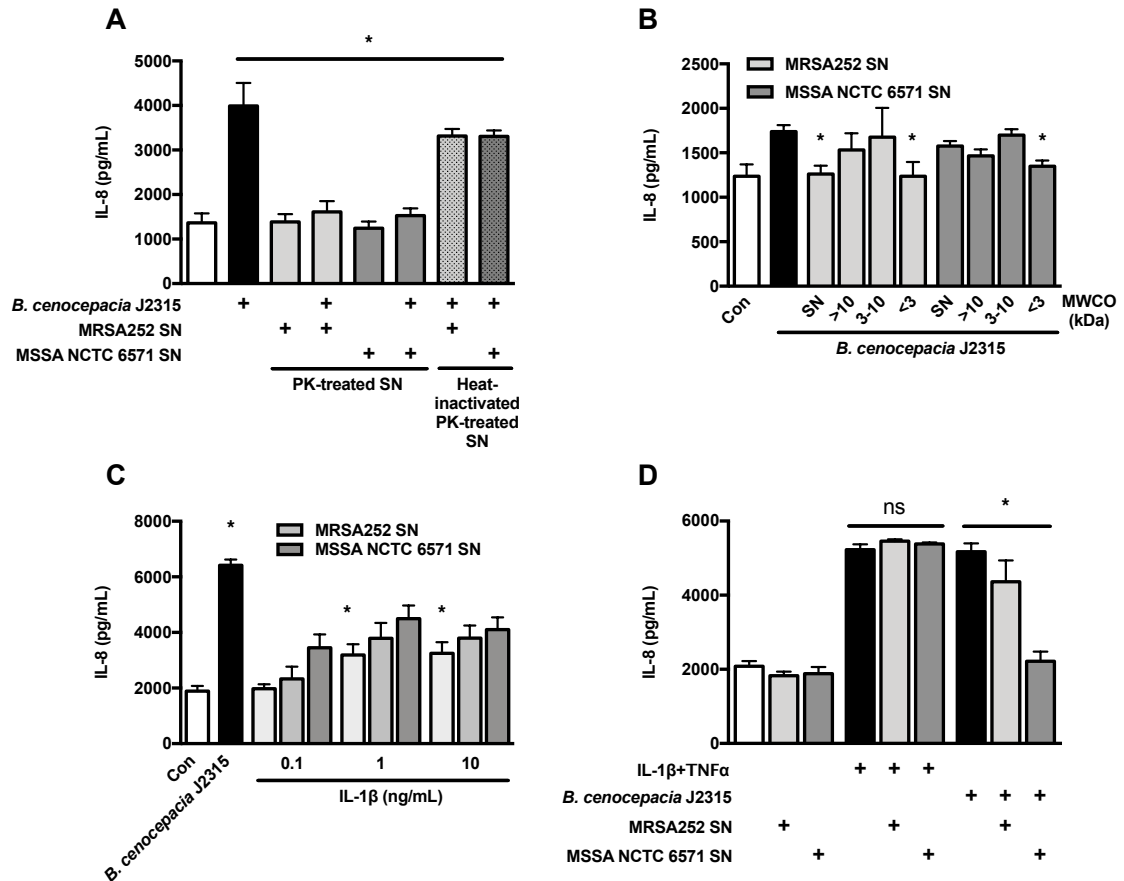 A
*
5000
4000
3000
2000
1000
0
IL-8 (pg/mL)
B. cenocepacia J2315 + + + + +
MRSA252 SN + + +
MSSA NCTC 6571 SN + + +
PK-treated SN
Heat-
inactivated
PK-treated
SN
B
MRSA252 SN
MSSA NCTC 6571 SN
2500
2000
1500
1000
500
0
IL-8 (pg/mL)
* * *
Con SN >10 3-10 <3 SN >10 3-10 <3 MWCO
(kDa)
B. cenocepacia J2315
C
MRSA252 SN
MSSA NCTC 6571 SN
8000
6000
4000
2000
0
IL-8 (pg/mL)
* * *
Con B. cenocepacia J2315 0.1 1 10
IL-1β (ng/mL)
D
ns *
6000
4000
2000
0
IL-8 (pg/mL)
IL-1β+TNFα + + +
B. cenocepacia J2315 + + +
MRSA252 SN + + +
MSSA NCTC 6571 SN + + +